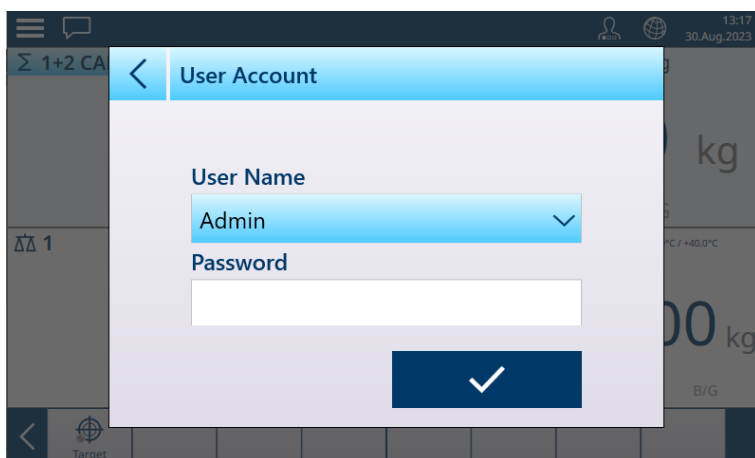 13:17
30.Aug.2023
Σ 1+2 CA
User Account
kg
User Name
Admin
1
°C / +40,0°C
Password
00 kg
B/G
Target